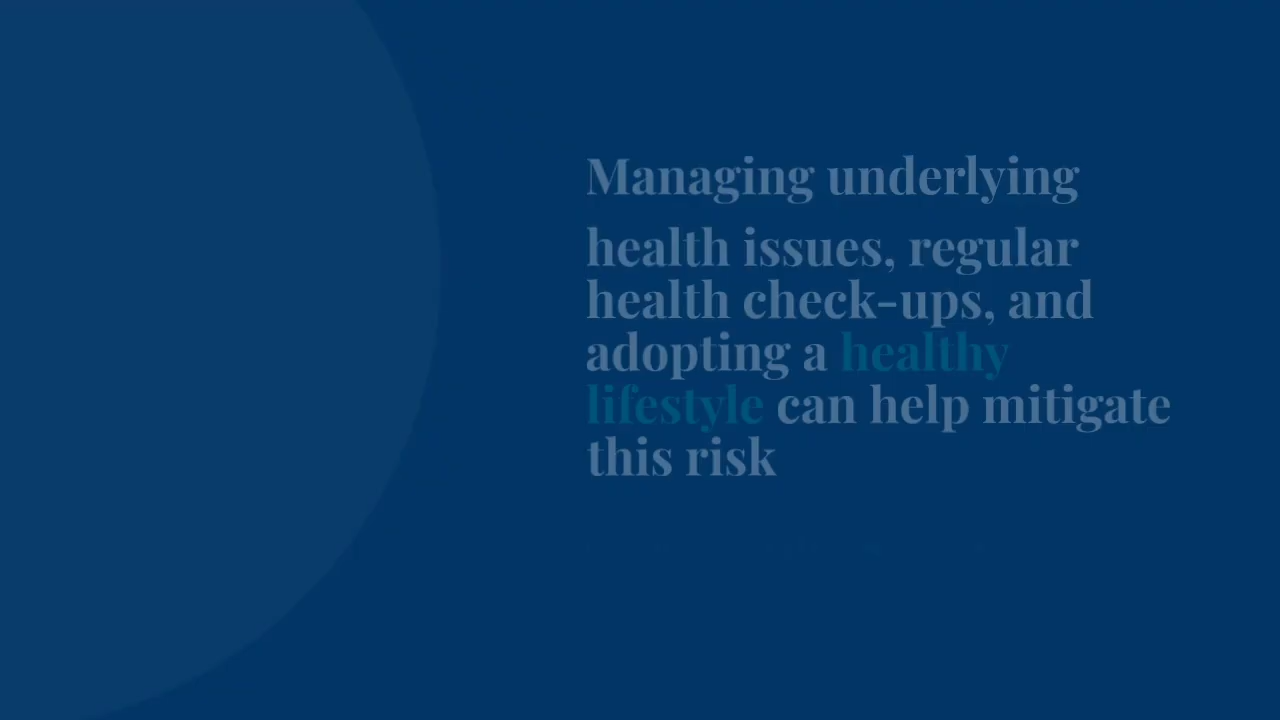 Managing underlying
health issues, regular
health check-ups, and
adopting a healthy
lifestyle can help mitigate
this risk